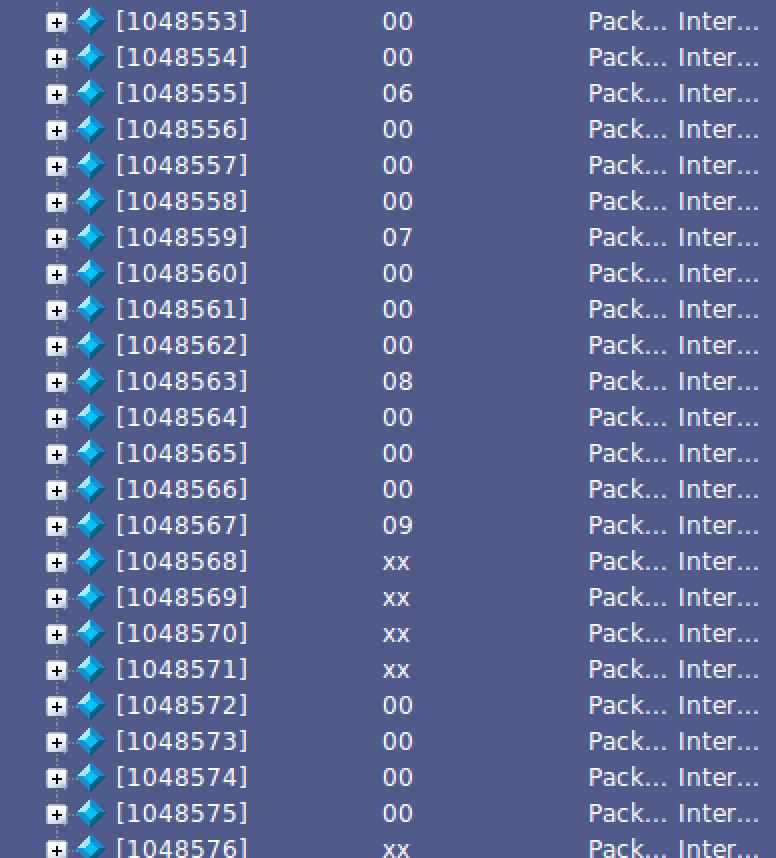 [1048553] 00 Pack... Inter...
[1048554] 00 Pack... Inter...
[1048555] 06 Pack... Inter...
[1048556] 00 Pack... Inter...
[1048557] 00 Pack... Inter...
[1048558] 00 Pack... Inter...
[1048559] 07 Pack... Inter...
[1048560] 00 Pack... Inter...
[1048561] 00 Pack... Inter...
[1048562] 00 Pack... Inter...
[1048563] 08 Pack... Inter...
[1048564] 00 Pack... Inter...
[1048565] 00 Pack... Inter...
[1048566] 00 Pack... Inter...
[1048567] 09 Pack... Inter...
[1048568] xx Pack... Inter...
[1048569] xx Pack... Inter...
[1048570] xx Pack... Inter...
[1048571] xx Pack... Inter...
[1048572] 00 Pack... Inter...
[1048573] 00 Pack... Inter...
[1048574] 00 Pack... Inter...
[1048575] 00 Pack... Inter...
[1048576] xx Pack... Inter...